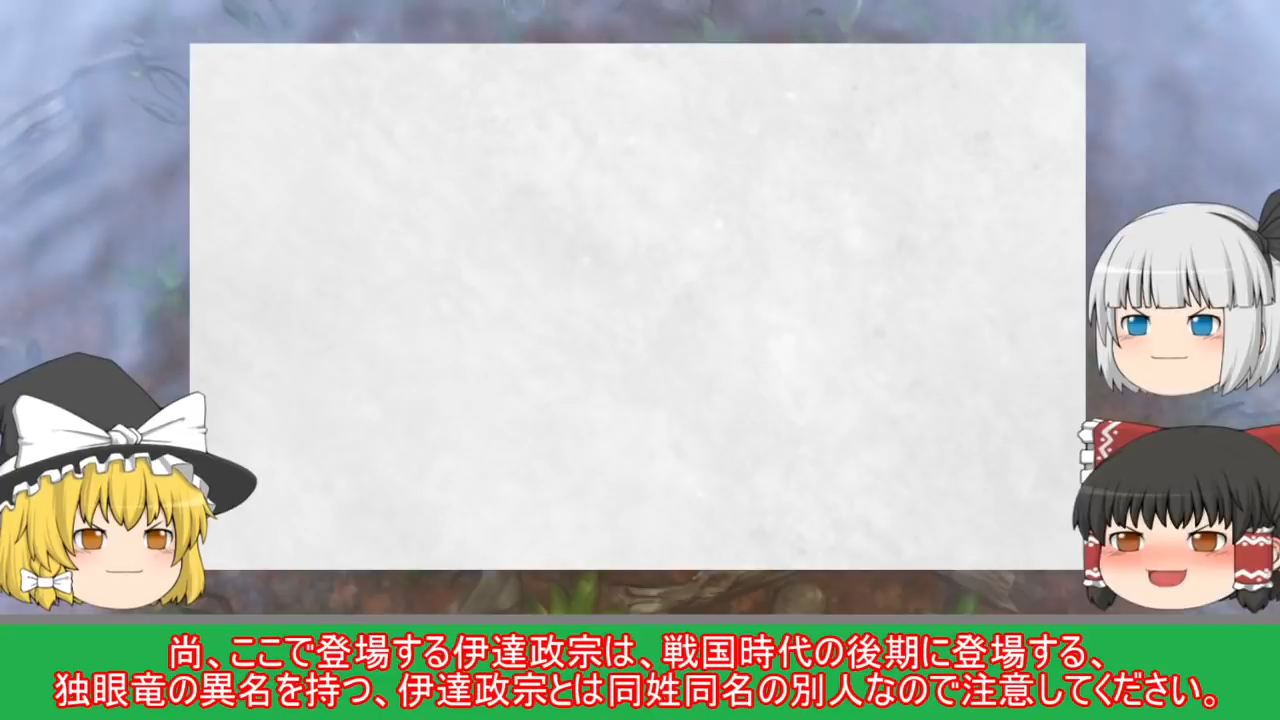 尚、ここで登場する伊達政宗は、戦国時代の後期に登場する、
独眼竜の異名を持つ、伊達政宗とは同姓同名の別人なので注意してください。